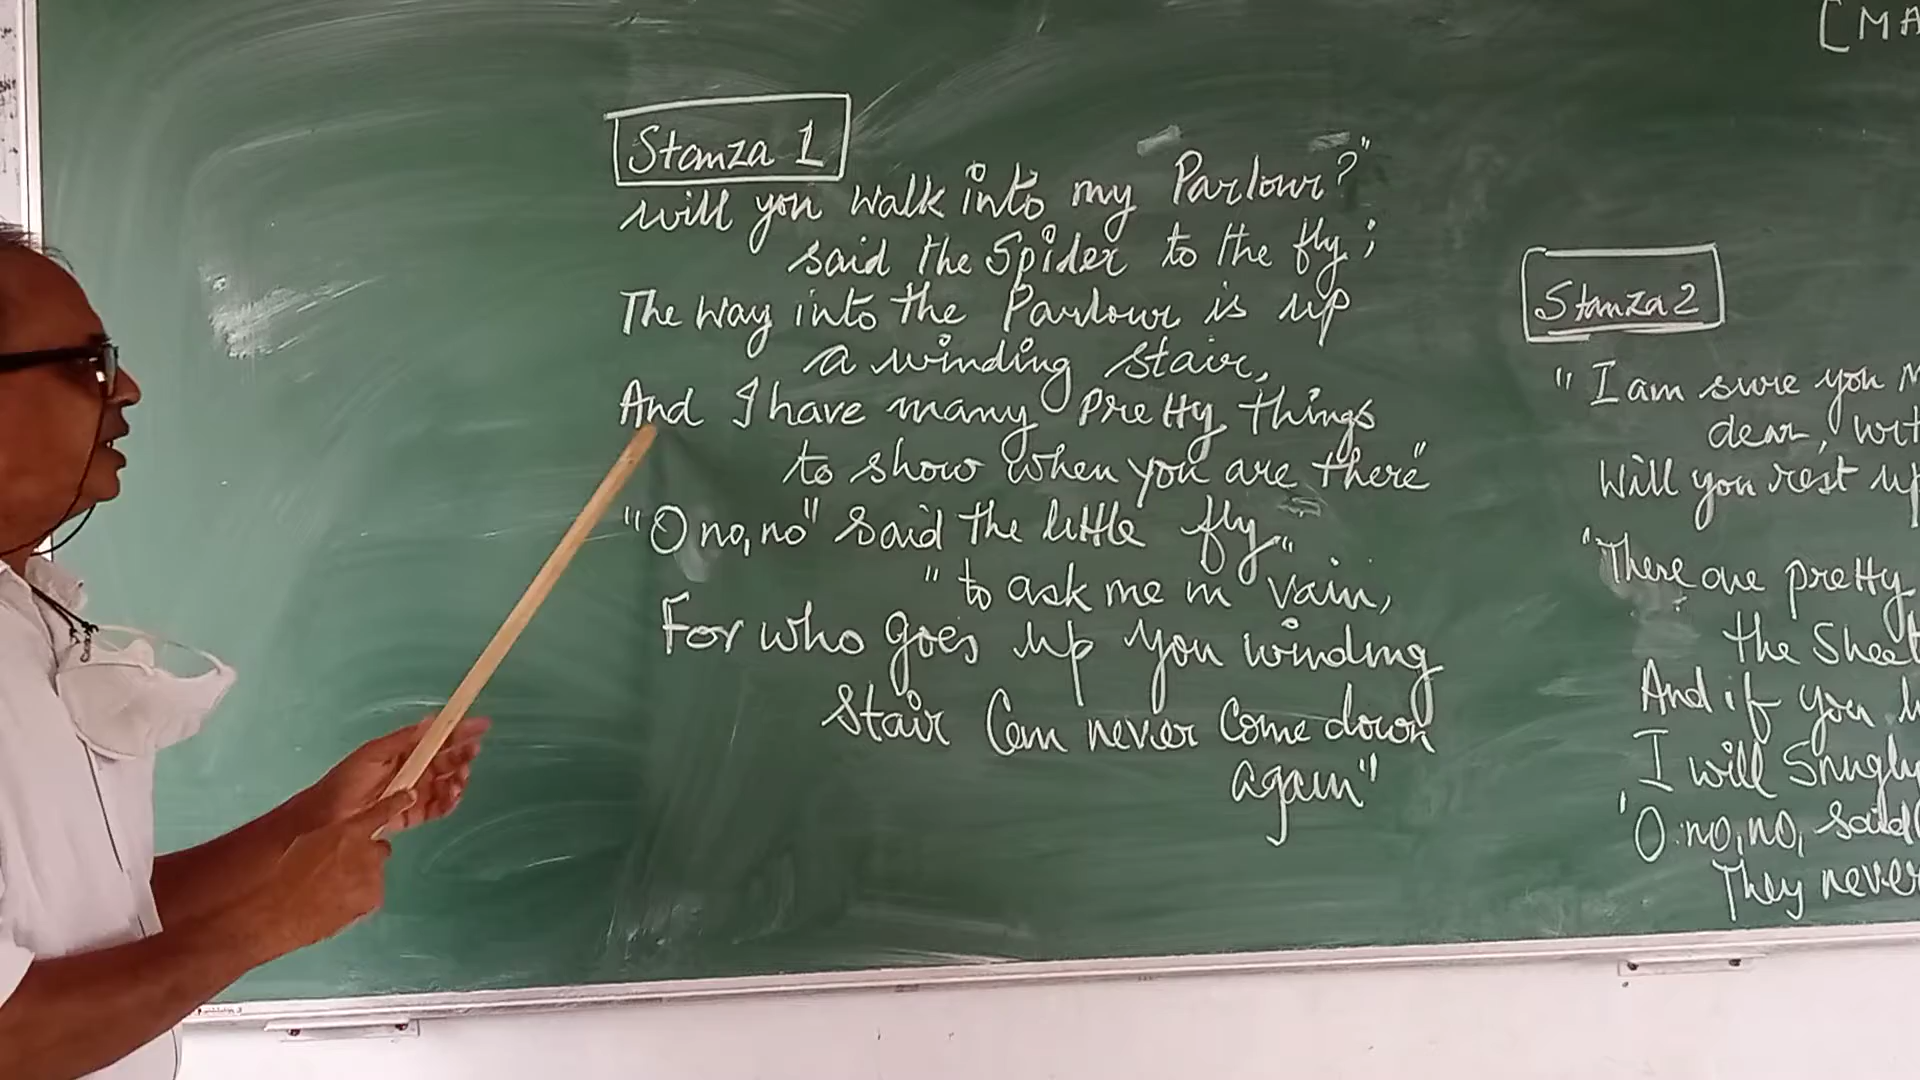 [MA
Stanza 1
will you walk into my Parlour?"
said the Spider to the fly;
The way into the Parlour is up
a winding stair,
And I have many pretty things
to show when you are there"
"O no, no" said the little fly"
"to ask me in vain,
For who goes up you winding
stair Can never come down
again"
Stanza 2
"I am sure you
dear, wit
Will you rest up
"There are pretty
the Sheet
And if you
I will Snugly
'O no, no, said
They never